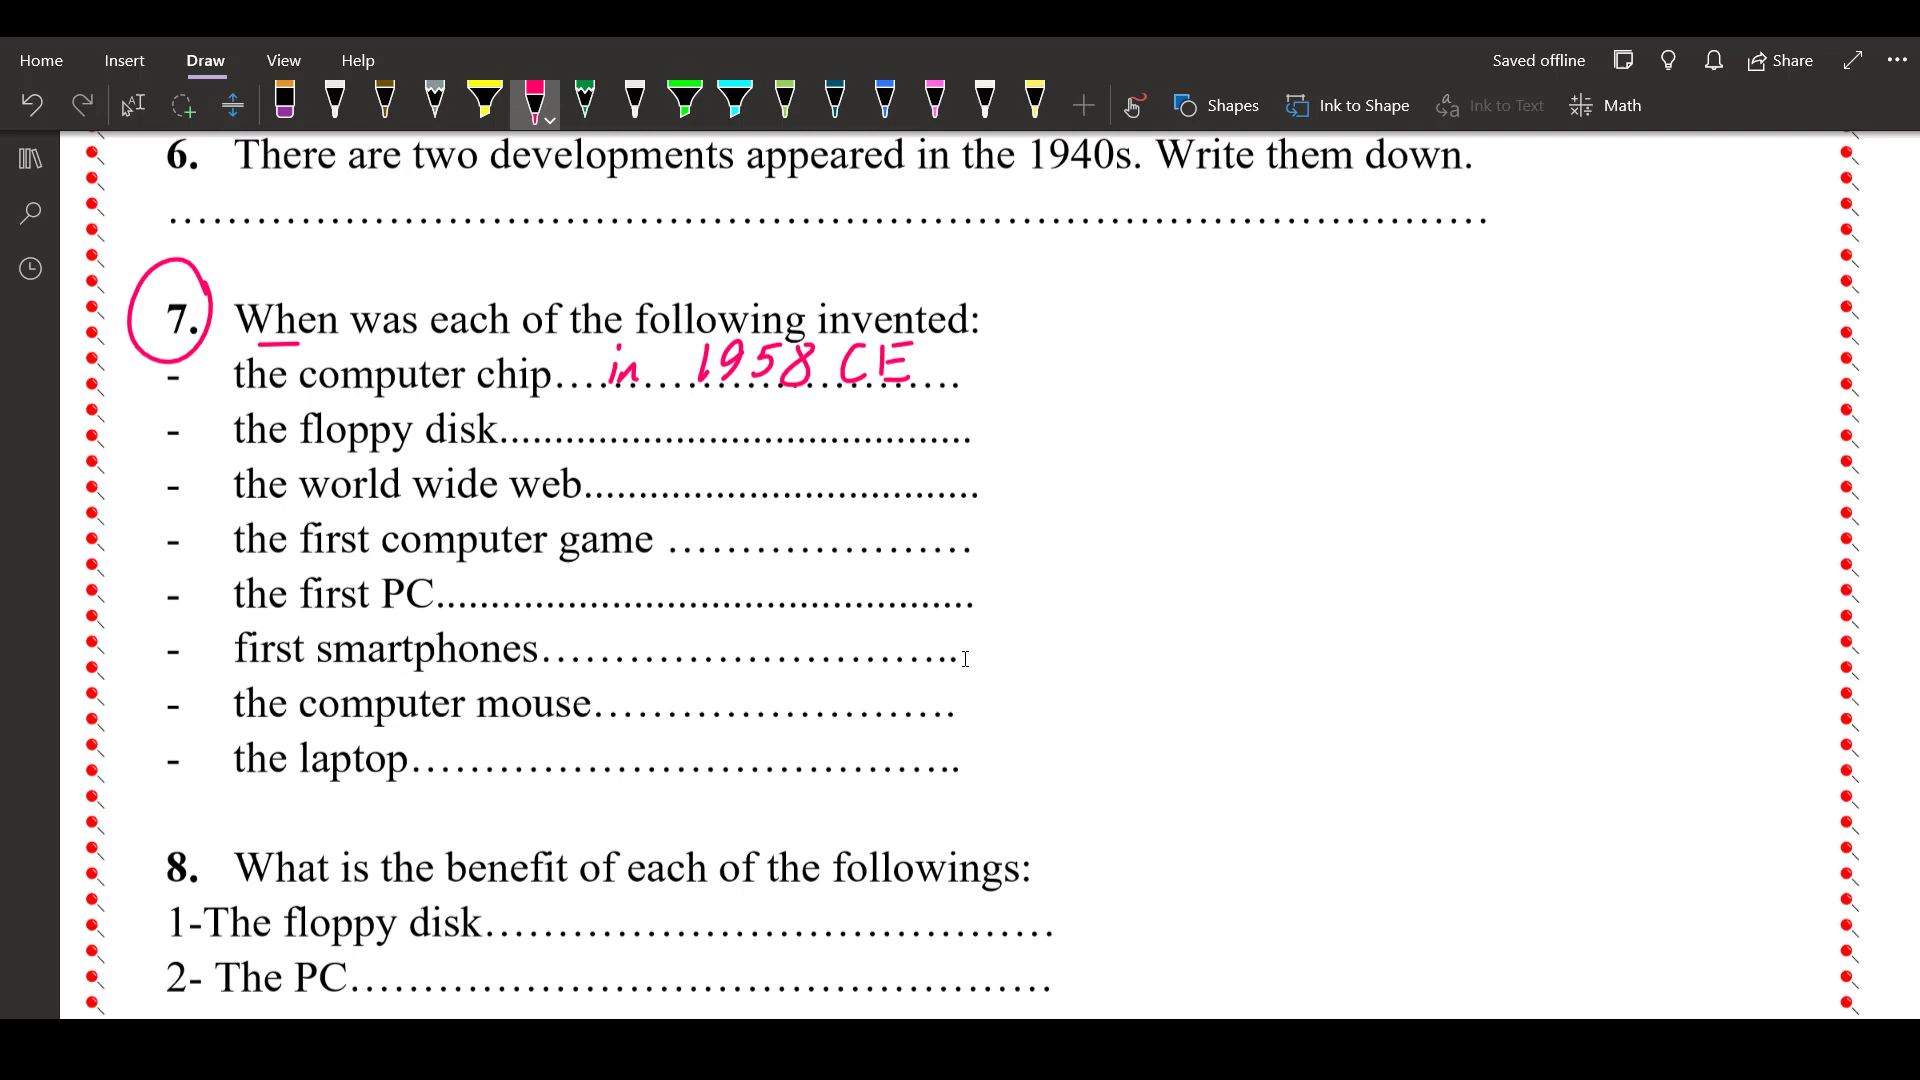 Home Insert Draw View Help Saved offline Share
Shapes Ink to Shape Ink to Text Math
6. There are two developments appeared in the 1940s. Write them down.
…………………………………………………………………………………
7. When was each of the following invented:
- the computer chip…in 1958 CE….
- the floppy disk...........................................
- the world wide web....................................
- the first computer game …………………
- the first PC.................................................
- first smartphones………………………..
- the computer mouse……………………
- the laptop………………………………..
8. What is the benefit of each of the followings:
1-The floppy disk…………………………………
2- The PC…………………………………………